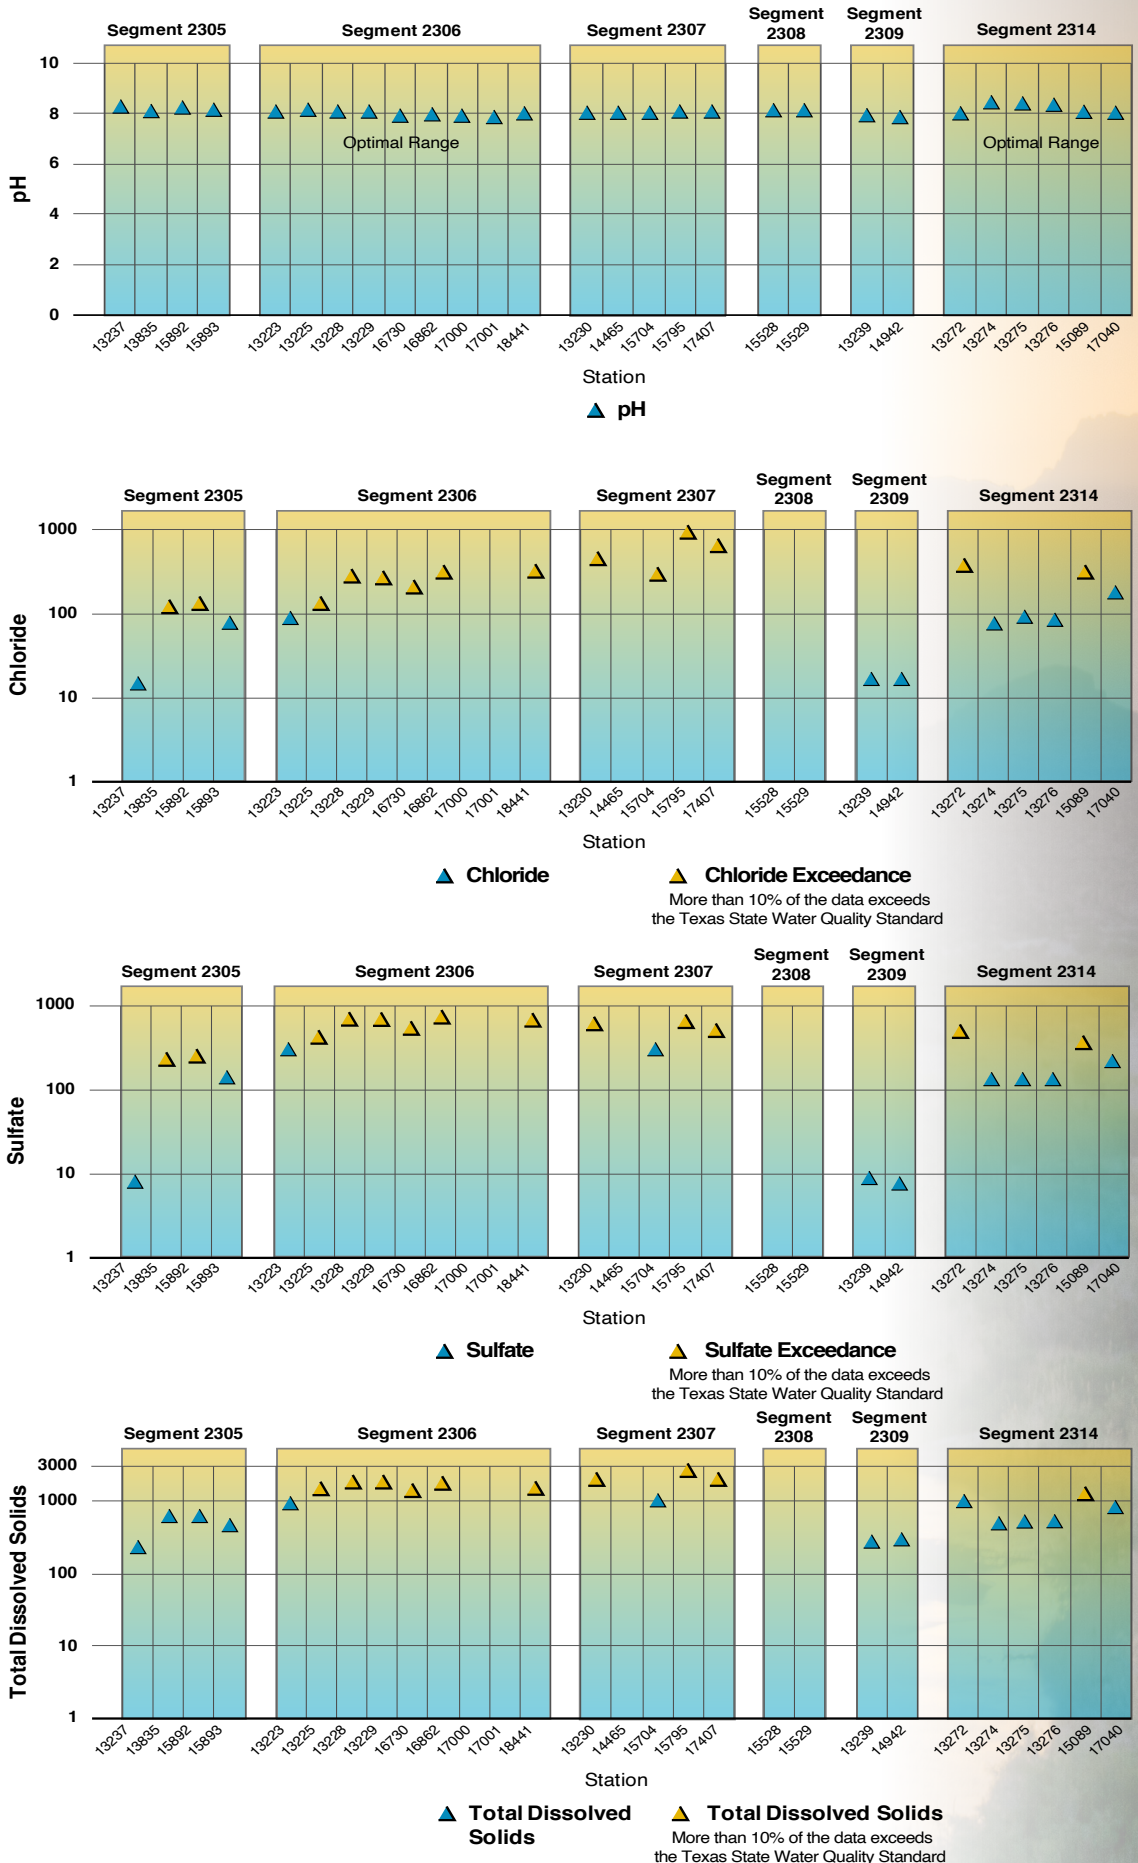 Segment 2305
Segment 2306
Segment 2307
Segment
2308
Segment
2309
Segment 2314
pH
10
8
6
4
2
0
Optimal Range
Optimal Range
13237
13835
15892
15893
13223
13225
13228
13229
16730
16862
17000
17001
18441
13230
14465
15704
15795
17407
15528
15529
13239
14942
13272
13274
13275
13276
15089
17040
Station
pH
Segment 2305
Segment 2306
Segment 2307
Segment
2308
Segment
2309
Segment 2314
Chloride
1000
100
10
1
13237
13835
15892
15893
13223
13225
13228
13229
16730
16862
17000
17001
18441
13230
14465
15704
15795
17407
15528
15529
13239
14942
13272
13274
13275
13276
15089
17040
Station
Chloride
Chloride Exceedance
More than 10% of the data exceeds
the Texas State Water Quality Standard
Segment 2305
Segment 2306
Segment 2307
Segment
2308
Segment
2309
Segment 2314
Sulfate
1000
100
10
1
13237
13835
15892
15893
13223
13225
13228
13229
16730
16862
17000
17001
18441
13230
14465
15704
15795
17407
15528
15529
13239
14942
13272
13274
13275
13276
15089
17040
Station
Sulfate
Sulfate Exceedance
More than 10% of the data exceeds
the Texas State Water Quality Standard
Segment 2305
Segment 2306
Segment 2307
Segment
2308
Segment
2309
Segment 2314
Total Dissolved Solids
3000
1000
100
10
1
13237
13835
15892
15893
13223
13225
13228
13229
16730
16862
17000
17001
18441
13230
14465
15704
15795
17407
15528
15529
13239
14942
13272
13274
13275
13276
15089
17040
Station
Total Dissolved
Solids
Total Dissolved Solids
More than 10% of the data exceeds
the Texas State Water Quality Standard